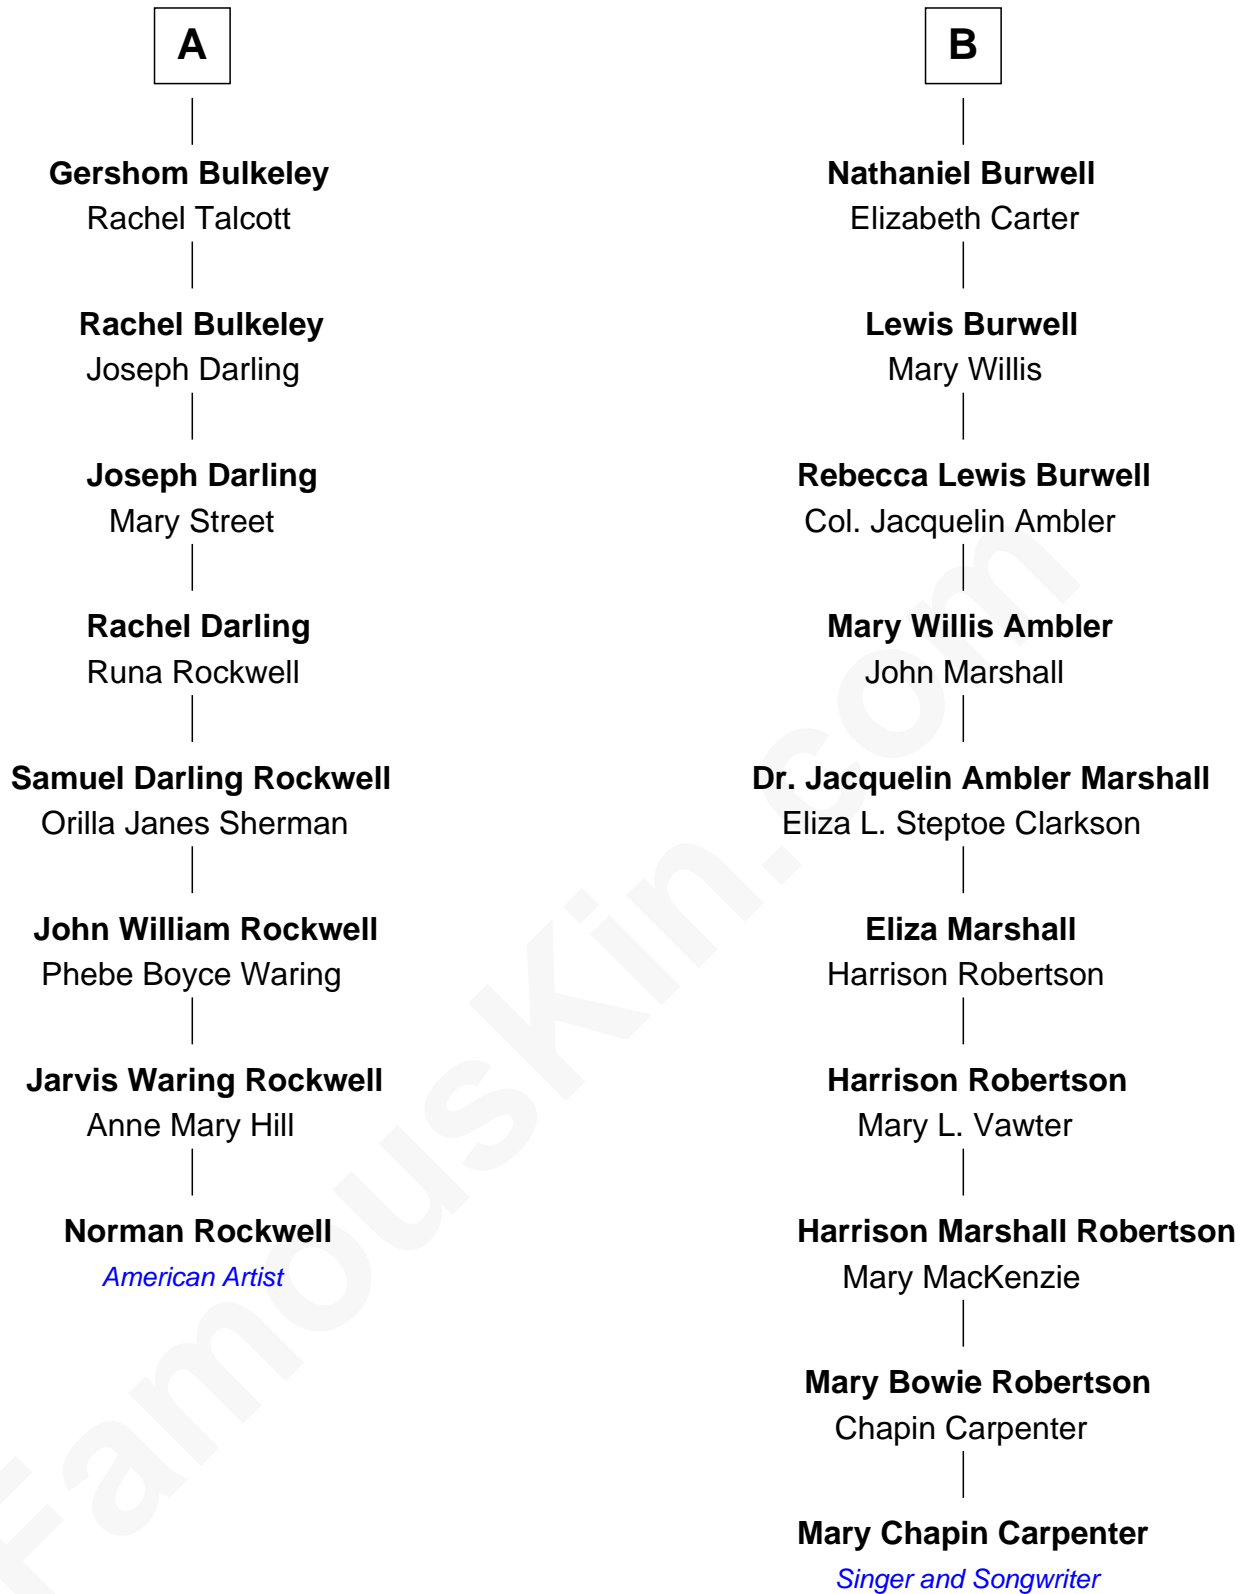 A
Gershom Bulkeley
Rachel Talcott
Rachel Bulkeley
Joseph Darling
Joseph Darling
Mary Street
Rachel Darling
Runa Rockwell
Samuel Darling Rockwell
Orilla Janes Sherman
John William Rockwell
Phebe Boyce Waring
Jarvis Waring Rockwell
Anne Mary Hill
Norman Rockwell
American Artist
B
Nathaniel Burwell
Elizabeth Carter
Lewis Burwell
Mary Willis
Rebecca Lewis Burwell
Col. Jacquelin Ambler
Mary Willis Ambler
John Marshall
Dr. Jacquelin Ambler Marshall
Eliza L. Steptoe Clarkson
Eliza Marshall
Harrison Robertson
Harrison Robertson
Mary L. Vawter
Harrison Marshall Robertson
Mary MacKenzie
Mary Bowie Robertson
Chapin Carpenter
Mary Chapin Carpenter
Singer and Songwriter
FamousKin.com